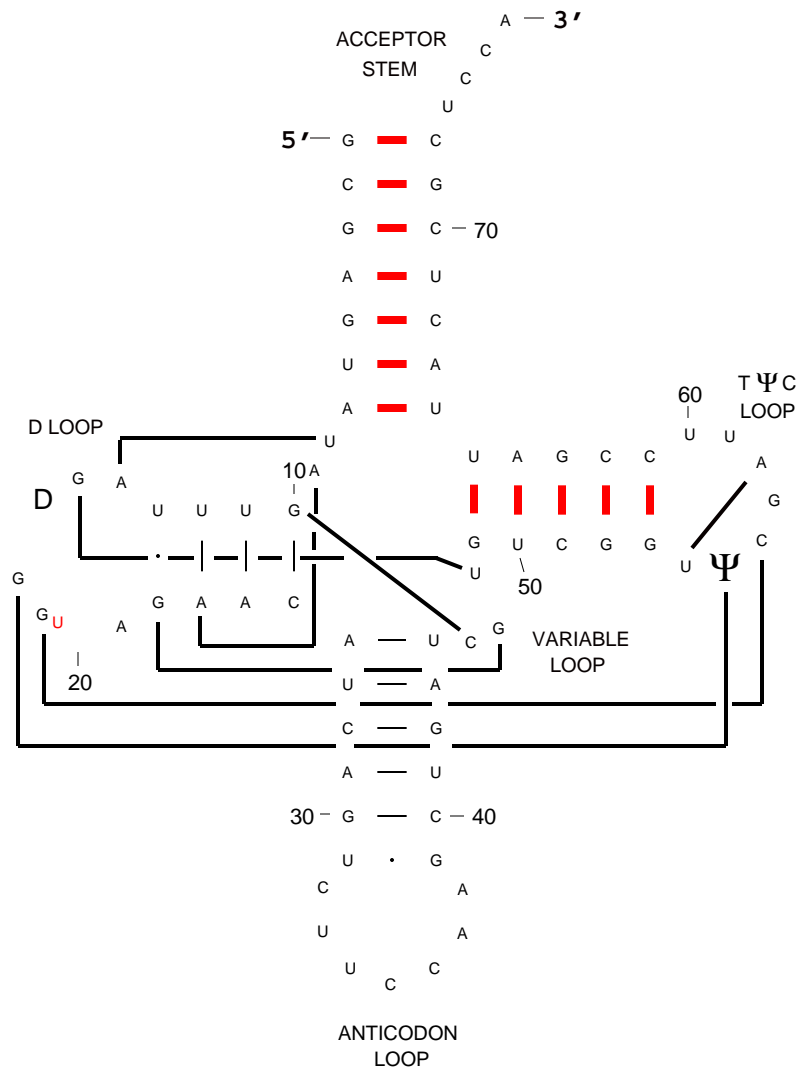 A 3’
ACCEPTOR
STEM
C
C
U
5’ G C
C G
G C 70
A U
G C
U A
A U
T Ψ C
LOOP
60
D LOOP
U
U U
G A
10 A
U A G C C
A
D
U U U G
G
G U C G G
U Ψ C
U
50
G
G U A G A A C
20
A U C G
VARIABLE
LOOP
U A
C G
A U
30 G C 40
U G
C A
U A
U C
C
ANTICODON
LOOP